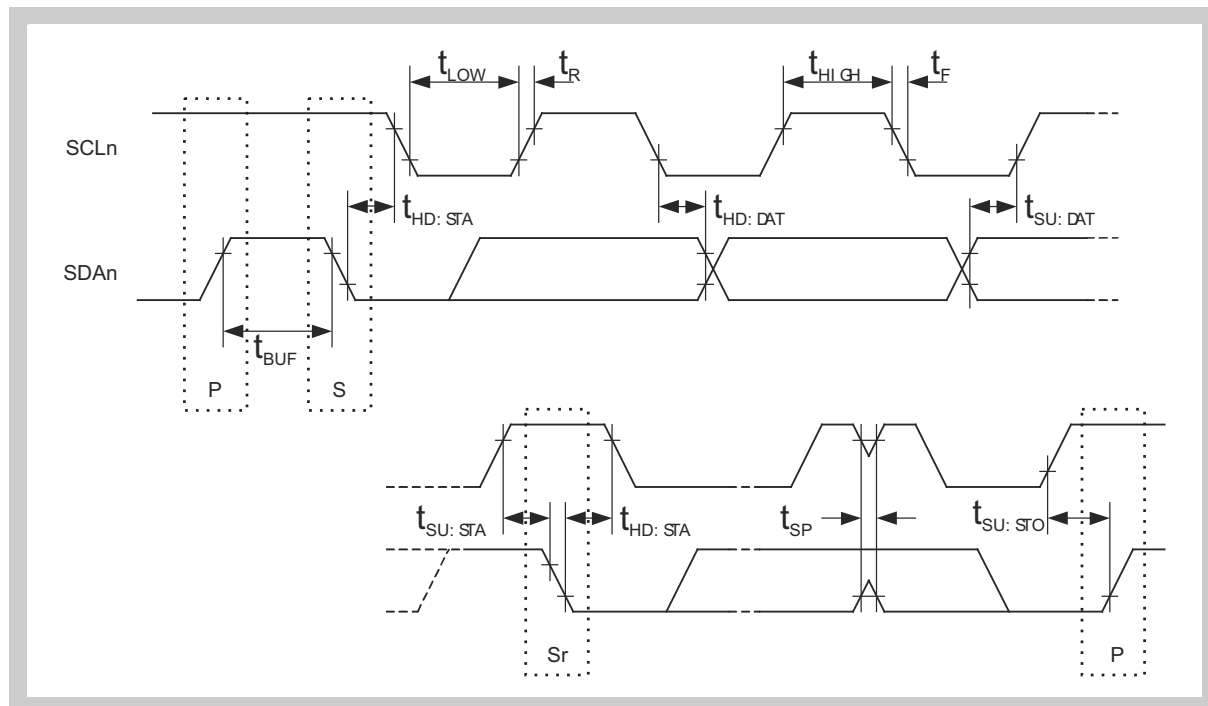 tLOW
tR
tHIGH
tF
SCLn
tHD: STA
tHD: DAT
tSU: DAT
SDAn
tBUF
P
S
tSU: STA
tHD: STA
tSP
tSU: STO
Sr
P